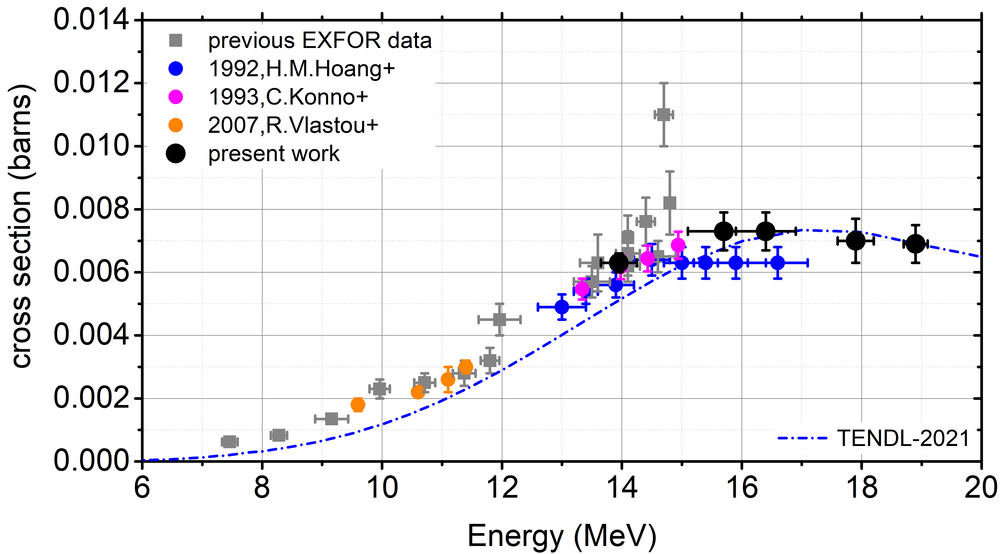 0.014
0.012
0.010
0.008
0.006
0.004
0.002
0.000
cross section (barns)
previous EXFOR data
1992,H.M.Hoang+
1993,C.Konno+
2007,R.Vlastou+
present work
TENDL-2021
6 8 10 12 14 16 18 20
Energy (MeV)